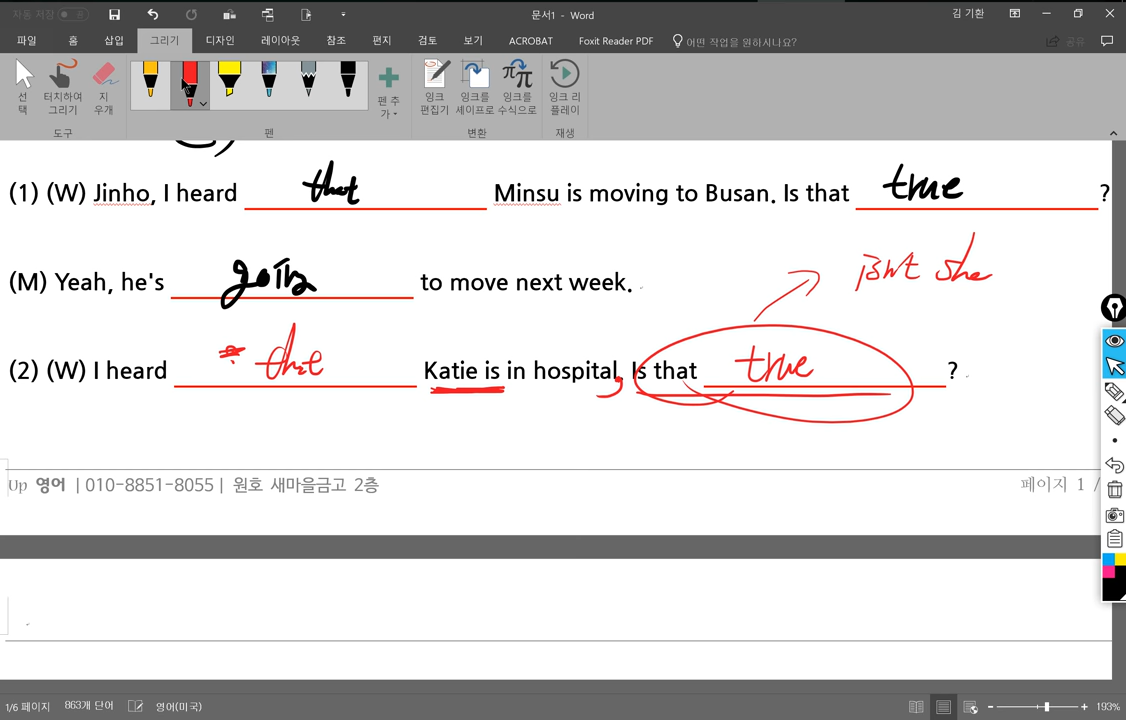 자동 저장
문서1 - Word
김 기환
파일 홈 삽입 그리기 디자인 레이아웃 참조 편지 검토 보기 ACROBAT Foxit Reader PDF 어떤 작업을 원하시나요? 공유
선택
터치하여 그리기
지우개
펜 추가
잉크 편집기
잉크를 셰이프로
잉크를 수식으로
잉크 리플레이
도구 펜 변환 재생
(1) (W) Jinho, I heard that Minsu is moving to Busan. Is that true ?
isn't she
(M) Yeah, he's going to move next week.
(2) (W) I heard that Katie is in hospital, Is that true ?
Up 영어 | 010-8851-8055 | 원호 새마을금고 2층
페이지 1 /
1/6 페이지 863개 단어 영어(미국) 193%